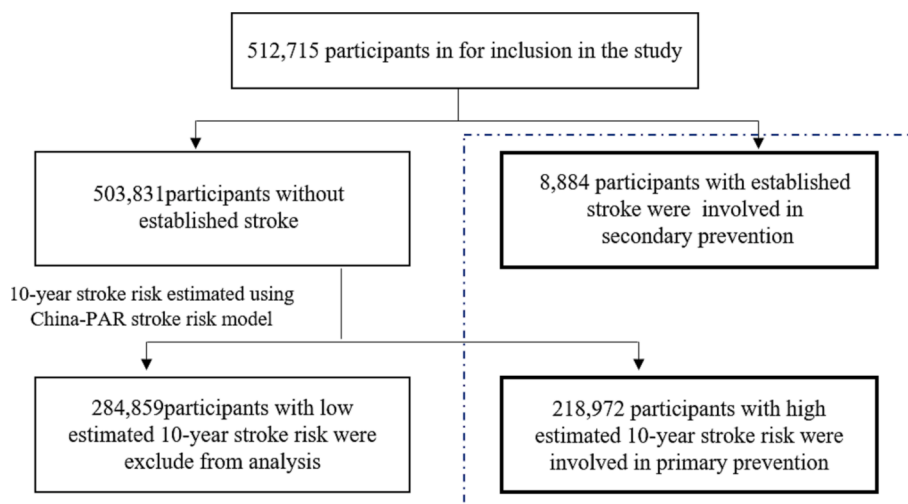 512,715 participants in for inclusion in the study
503,831participants without
established stroke
8,884 participants with established
stroke were involved in
secondary prevention
10-year stroke risk estimated using
China-PAR stroke risk model
284,859participants with low
estimated 10-year stroke risk were
exclude from analysis
218,972 participants with high
estimated 10-year stroke risk were
involved in primary prevention